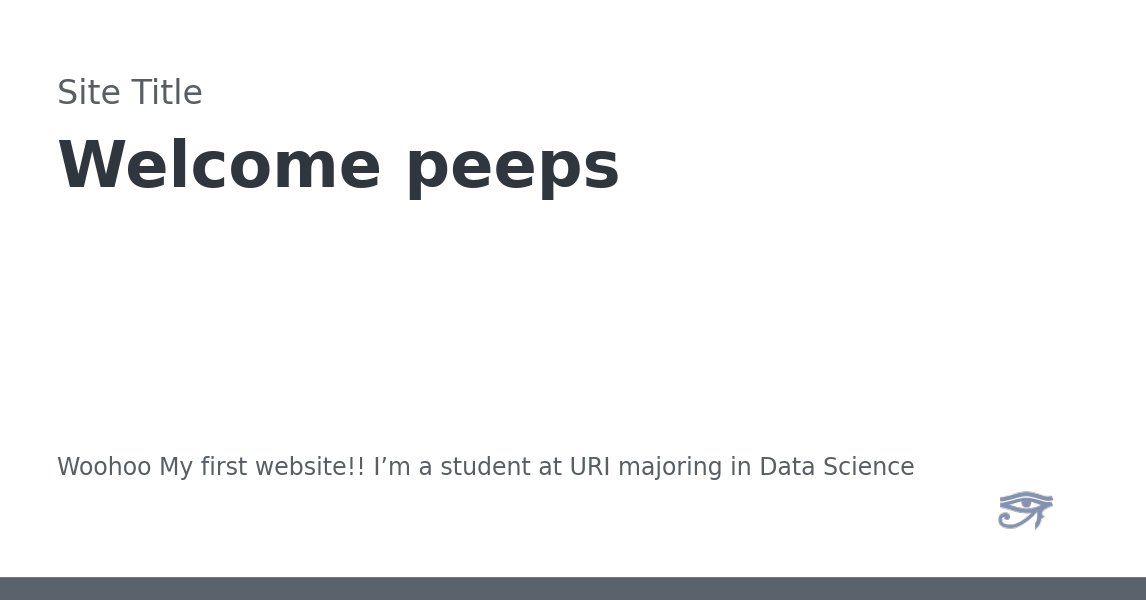 Site Title
Welcome peeps
Woohoo My first website!! I’m a student at URI majoring in Data Science